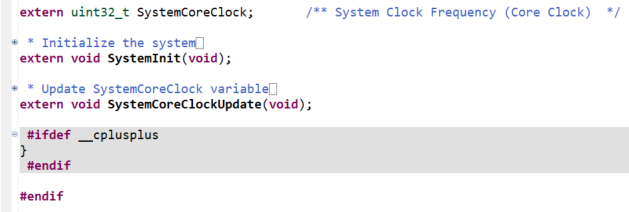 extern uint32_t SystemCoreClock;       /** System Clock Frequency (Core Clock)  */
* Initialize the system
extern void SystemInit(void);
* Update SystemCoreClock variable
extern void SystemCoreClockUpdate(void);
#ifdef __cplusplus
}
#endif
#endif